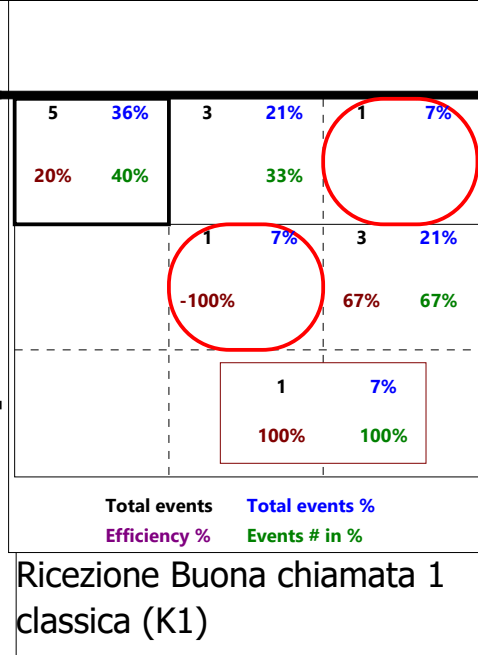 5 36% 3 21% 1 7%
20% 40% 33%
1 7% 3 21%
-100% 67% 67%
1 7%
100% 100%
Total events Total events %
Efficiency % Events # in %
Ricezione Buona chiamata 1
classica (K1)